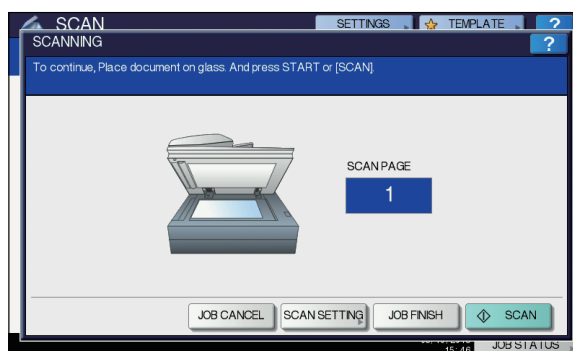 SCAN
SETTINGS
TEMPLATE
?
SCANNING
?
To continue, Place document on glass. And press START or [SCAN].
SCAN PAGE
1
JOB CANCEL
SCAN SETTING
JOB FINISH
SCAN
15:46
JOB STATUS